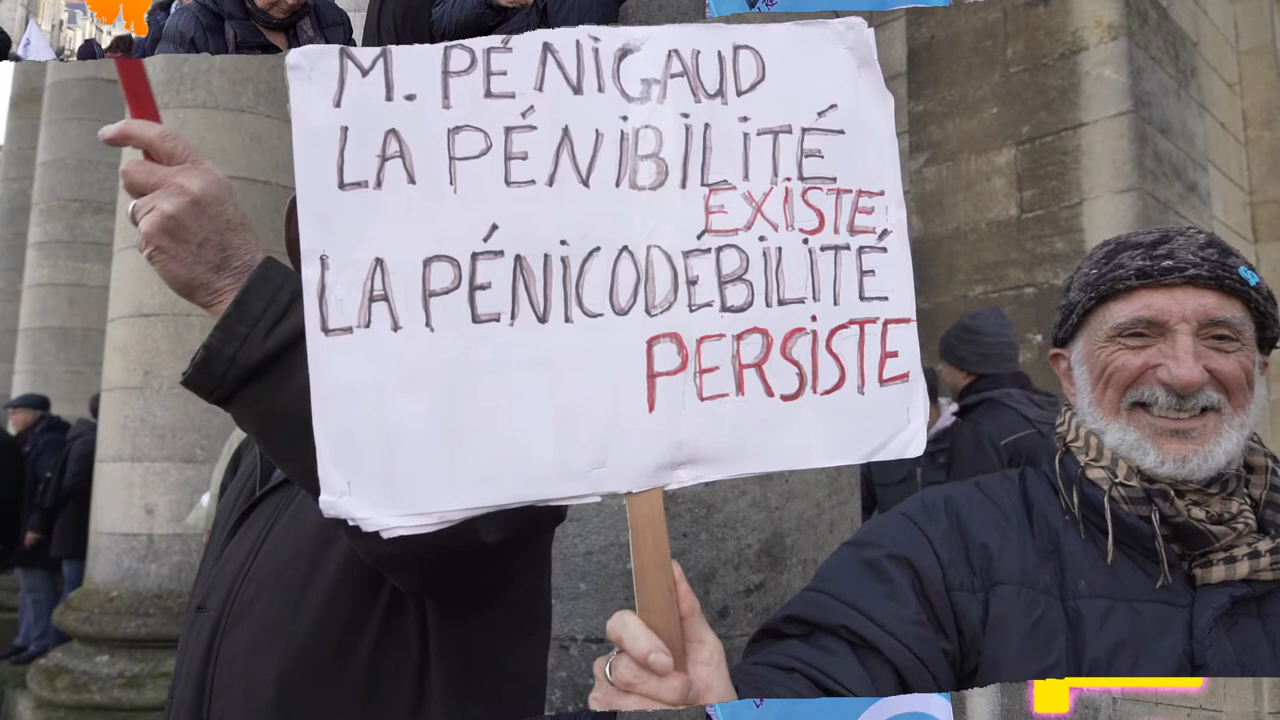 M. PÉNiGAUD
LA PÉNiBiLiTÉ
EXiSTE
LA PÉNiCODÉBiLiTÉ
PERSiSTE